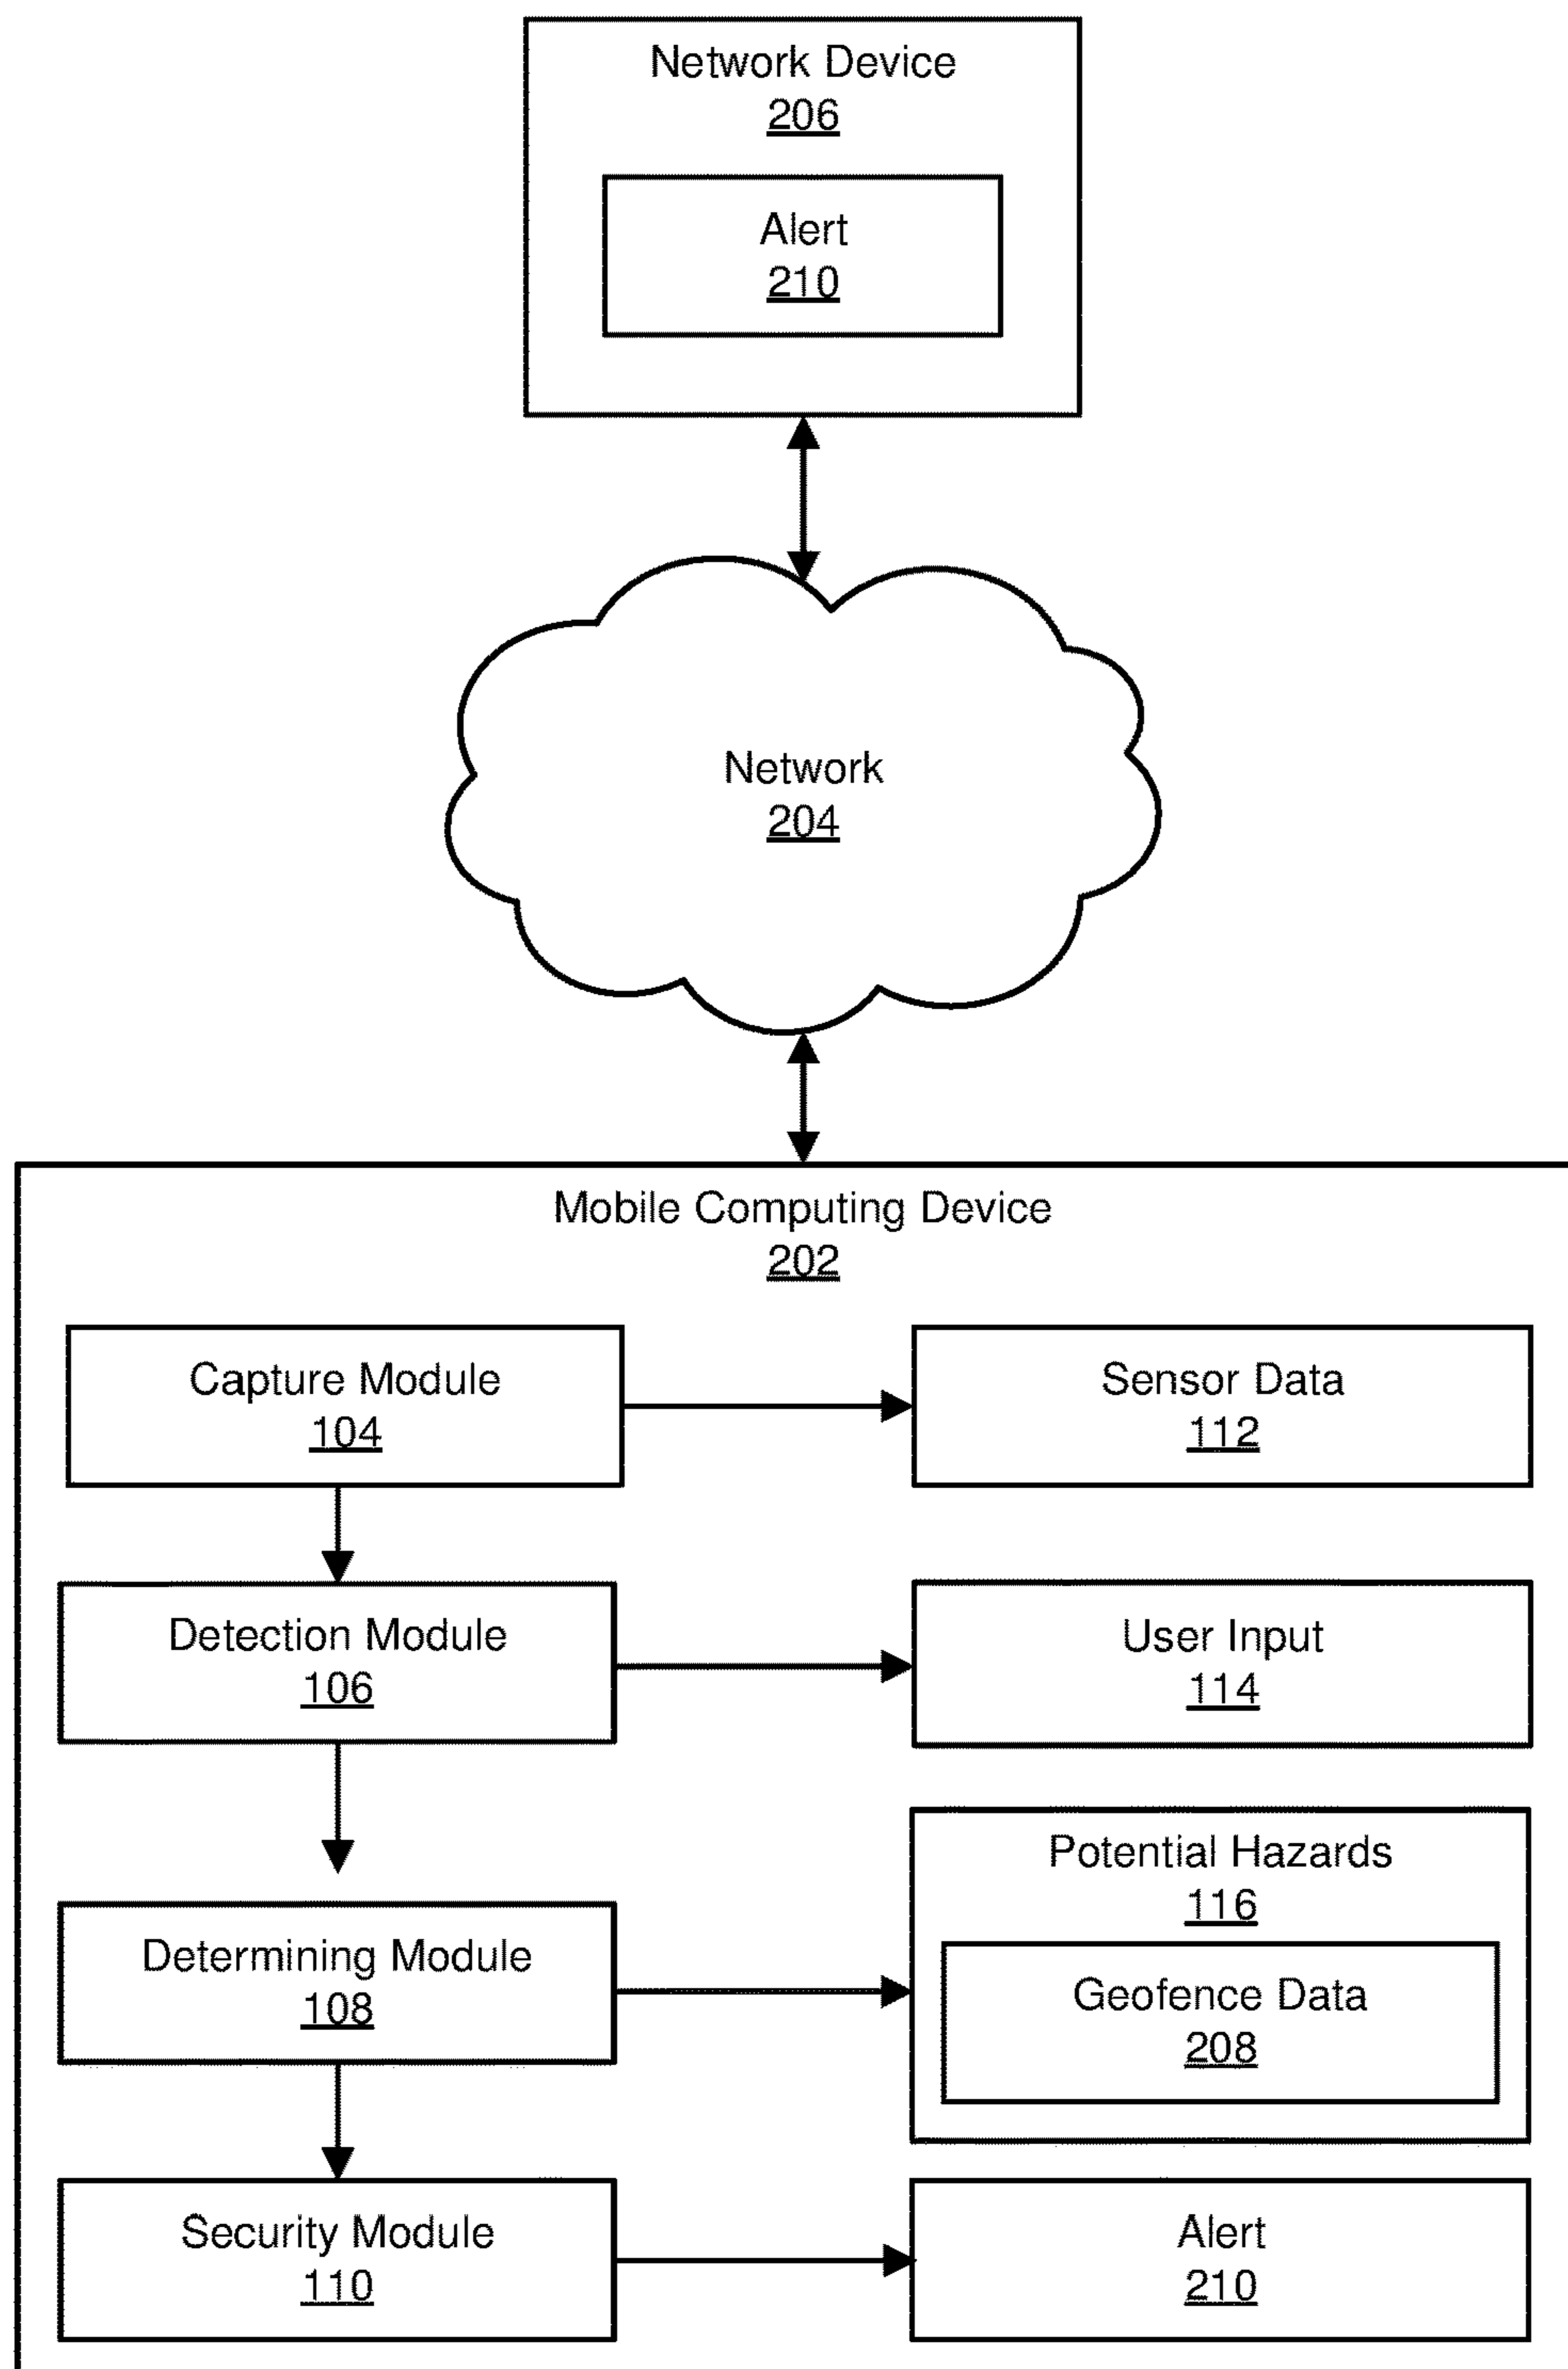 Network Device
206
Alert
210
Network
204
Mobile Computing Device
202
Capture Module
104
Sensor Data
112
Detection Module
106
User Input
114
Potential Hazards
116
Determining Module
108
Geofence Data
208
Security Module
110
Alert
210